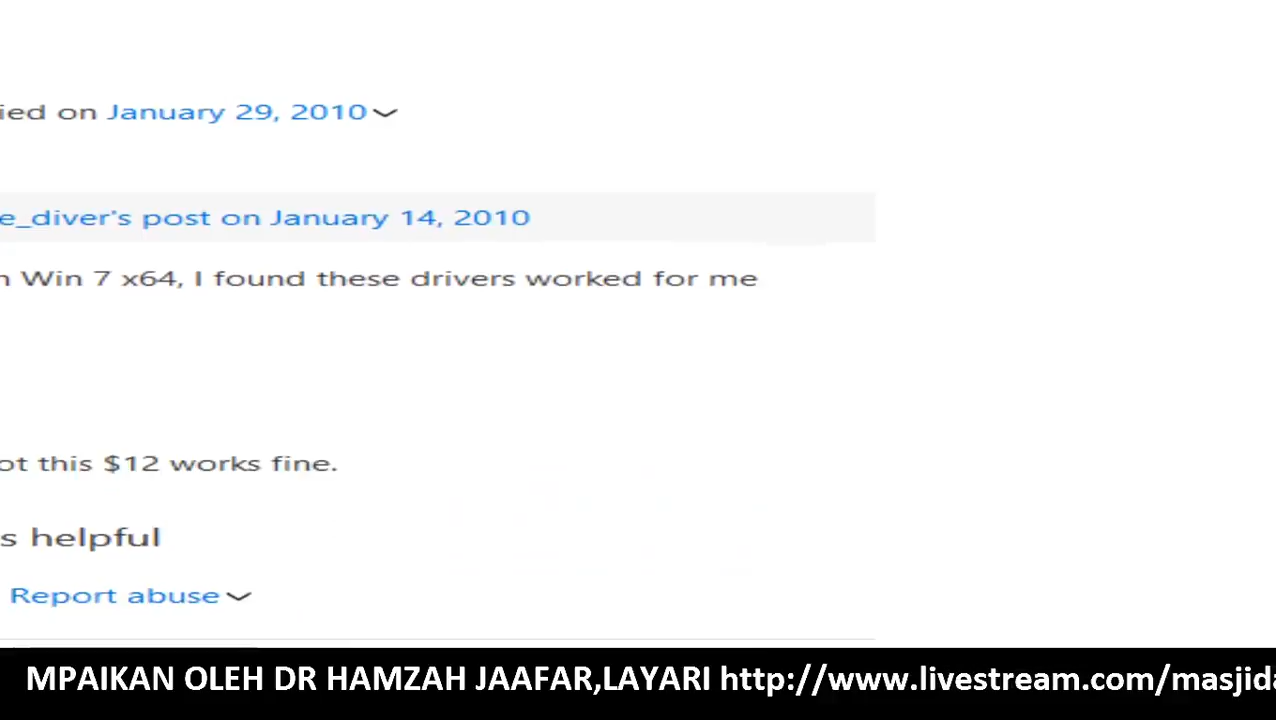 ied on January 29, 2010
e_diver's post on January 14, 2010
n Win 7 x64, I found these drivers worked for me
ot this $12 works fine.
s helpful
Report abuse
MPAIKAN OLEH DR HAMZAH JAAFAR,LAYARI http://www.livestream.com/masjida